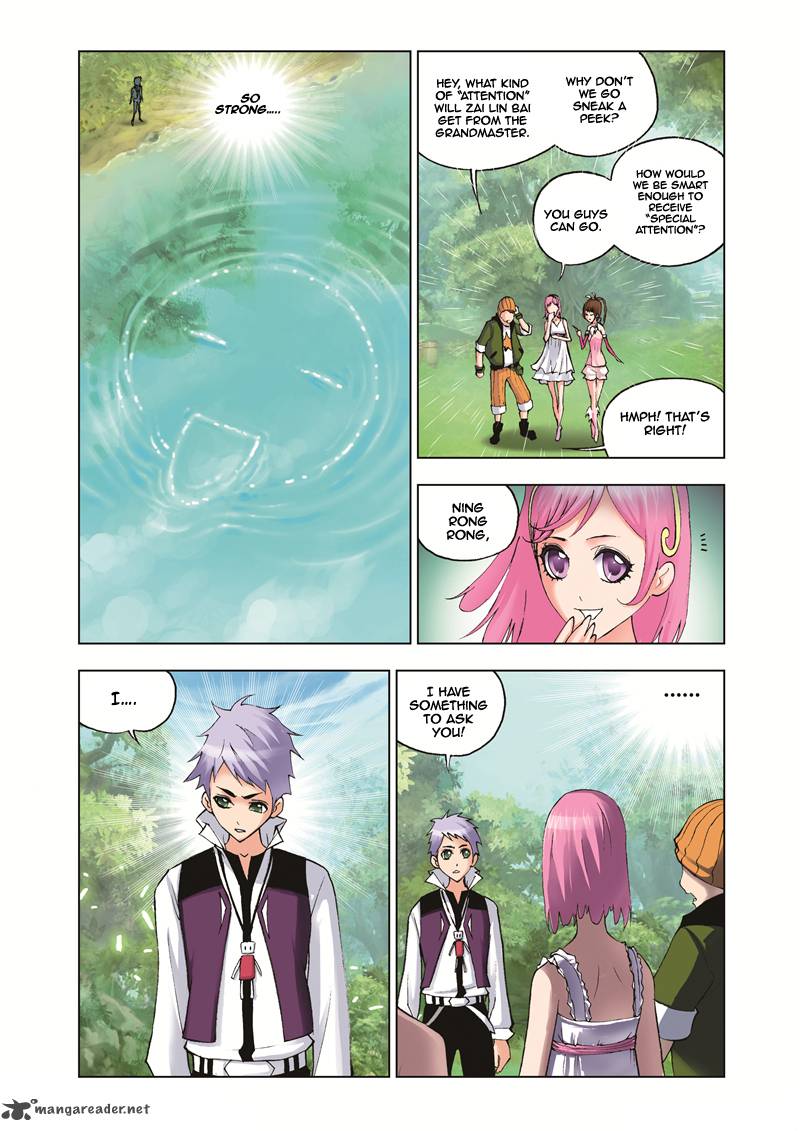 SO
STRONG.....
HEY, WHAT KIND
OF "ATTENTION"
WILL ZAI LIN BAI
GET FROM THE
GRANDMASTER.
WHY DON'T
WE GO
SNEAK A
PEEK?
YOU GUYS
CAN GO.
HOW WOULD
WE BE SMART
ENOUGH TO
RECEIVE
"SPECIAL
ATTENTION"?
HMPH! THAT'S
RIGHT!
NING
RONG
RONG,
I....
I HAVE
SOMETHING
TO ASK
YOU!
......
mangareader.net